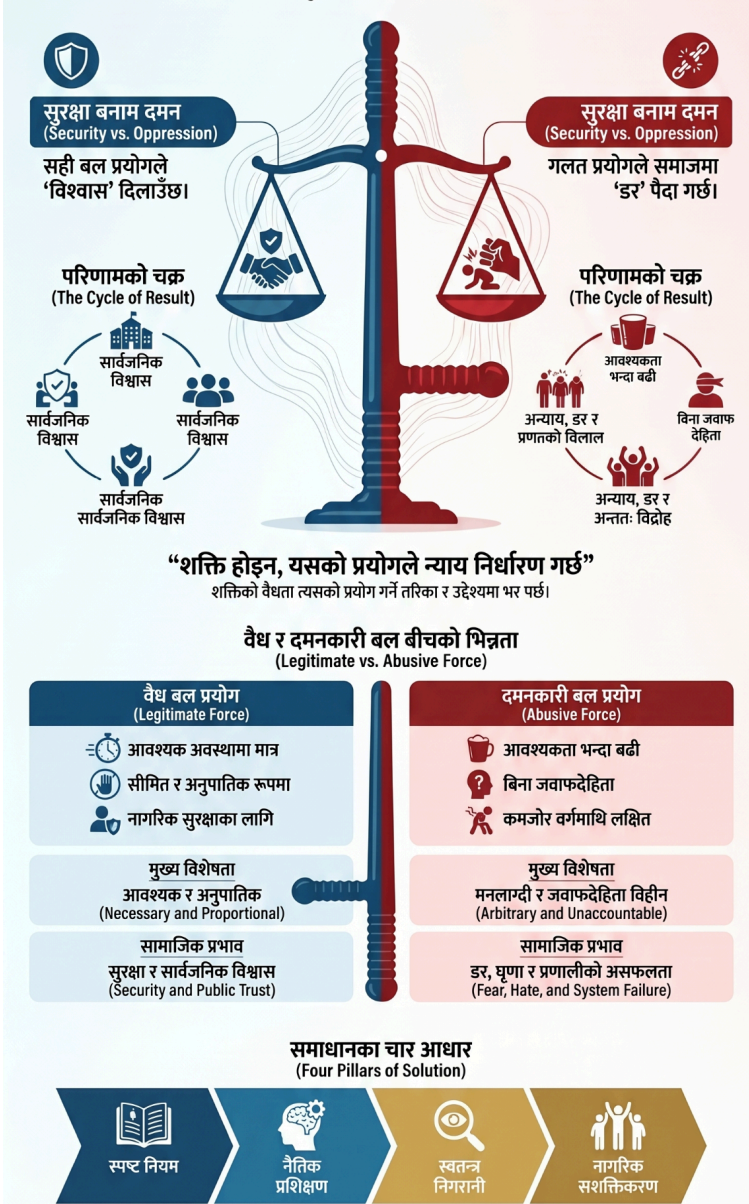 सुरक्षा बनाम दमन
(Security vs. Oppression)
सही बल प्रयोगले
‘विश्वास’ दिलाउँछ।
सुरक्षा बनाम दमन
(Security vs. Oppression)
गलत प्रयोगले समाजमा
‘डर’ पैदा गर्छ।
परिणामको चक्र
(The Cycle of Result)
सार्वजनिक
विश्वास
सार्वजनिक
विश्वास
सार्वजनिक
विश्वास
सार्वजनिक
सार्वजनिक विश्वास
परिणामको चक्र
(The Cycle of Result)
आवश्यकता
भन्दा बढी
अन्याय, डर र
प्रणतको विलाल
विना जवाफ
देहिता
अन्याय, डर र
अन्ततः विद्रोह
“शक्ति होइन, यसको प्रयोगले न्याय निर्धारण गर्छ”
शक्तिको वैधता त्यसको प्रयोग गर्ने तरिका र उद्देश्यमा भर पर्छ।
वैध र दमनकारी बल बीचको भिन्नता
(Legitimate vs. Abusive Force)
वैध बल प्रयोग
(Legitimate Force)
आवश्यक अवस्थामा मात्र
सीमित र अनुपातिक रूपमा
नागरिक सुरक्षाका लागि
मुख्य विशेषता
आवश्यक र अनुपातिक
(Necessary and Proportional)
सामाजिक प्रभाव
सुरक्षा र सार्वजनिक विश्वास
(Security and Public Trust)
दमनकारी बल प्रयोग
(Abusive Force)
आवश्यकता भन्दा बढी
बिना जवाफदेहिता
कमजोर वर्गमाथि लक्षित
मुख्य विशेषता
मनलाग्दी र जवाफदेहिता विहीन
(Arbitrary and Unaccountable)
सामाजिक प्रभाव
डर, घृणा र प्रणालीको असफलता
(Fear, Hate, and System Failure)
समाधानका चार आधार
(Four Pillars of Solution)
स्पष्ट नियम
नैतिक
प्रशिक्षण
स्वतन्त्र
निगरानी
नागरिक
सशक्तिकरण